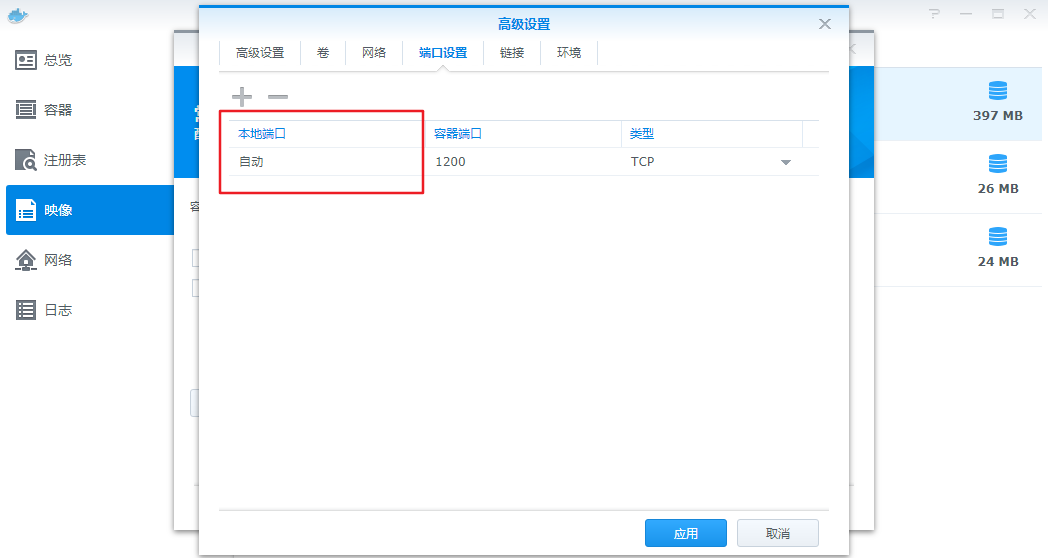 高级设置
高级设置 卷 网络 端口设置 链接 环境
本地端口 容器端口 类型
自动 1200 TCP
应用 取消
总览
容器
注册表
映像
网络
日志
397 MB
26 MB
24 MB